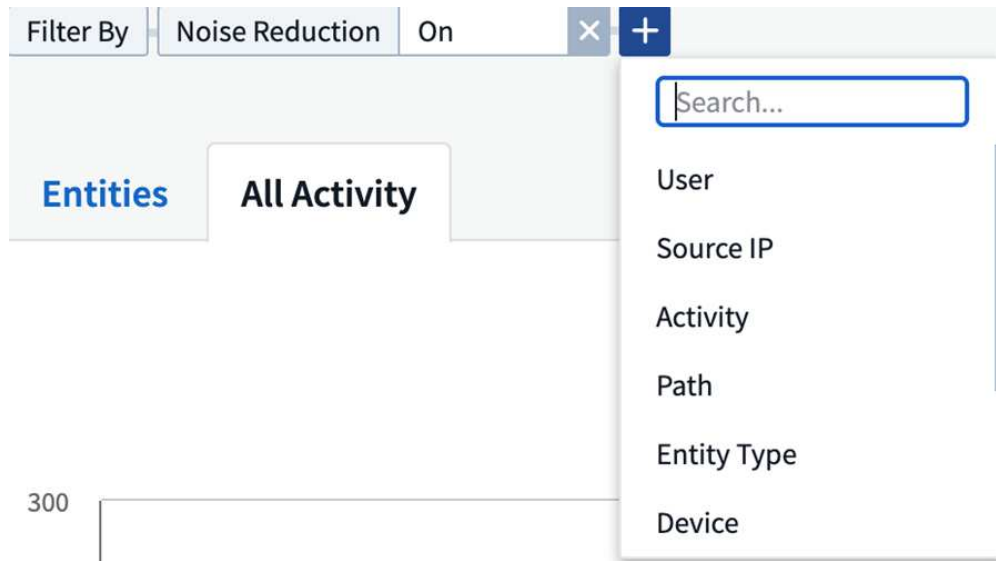 Filter By Noise Reduction On × +
Search...
User
Source IP
Entities All Activity
Activity
Path
Entity Type
300
Device